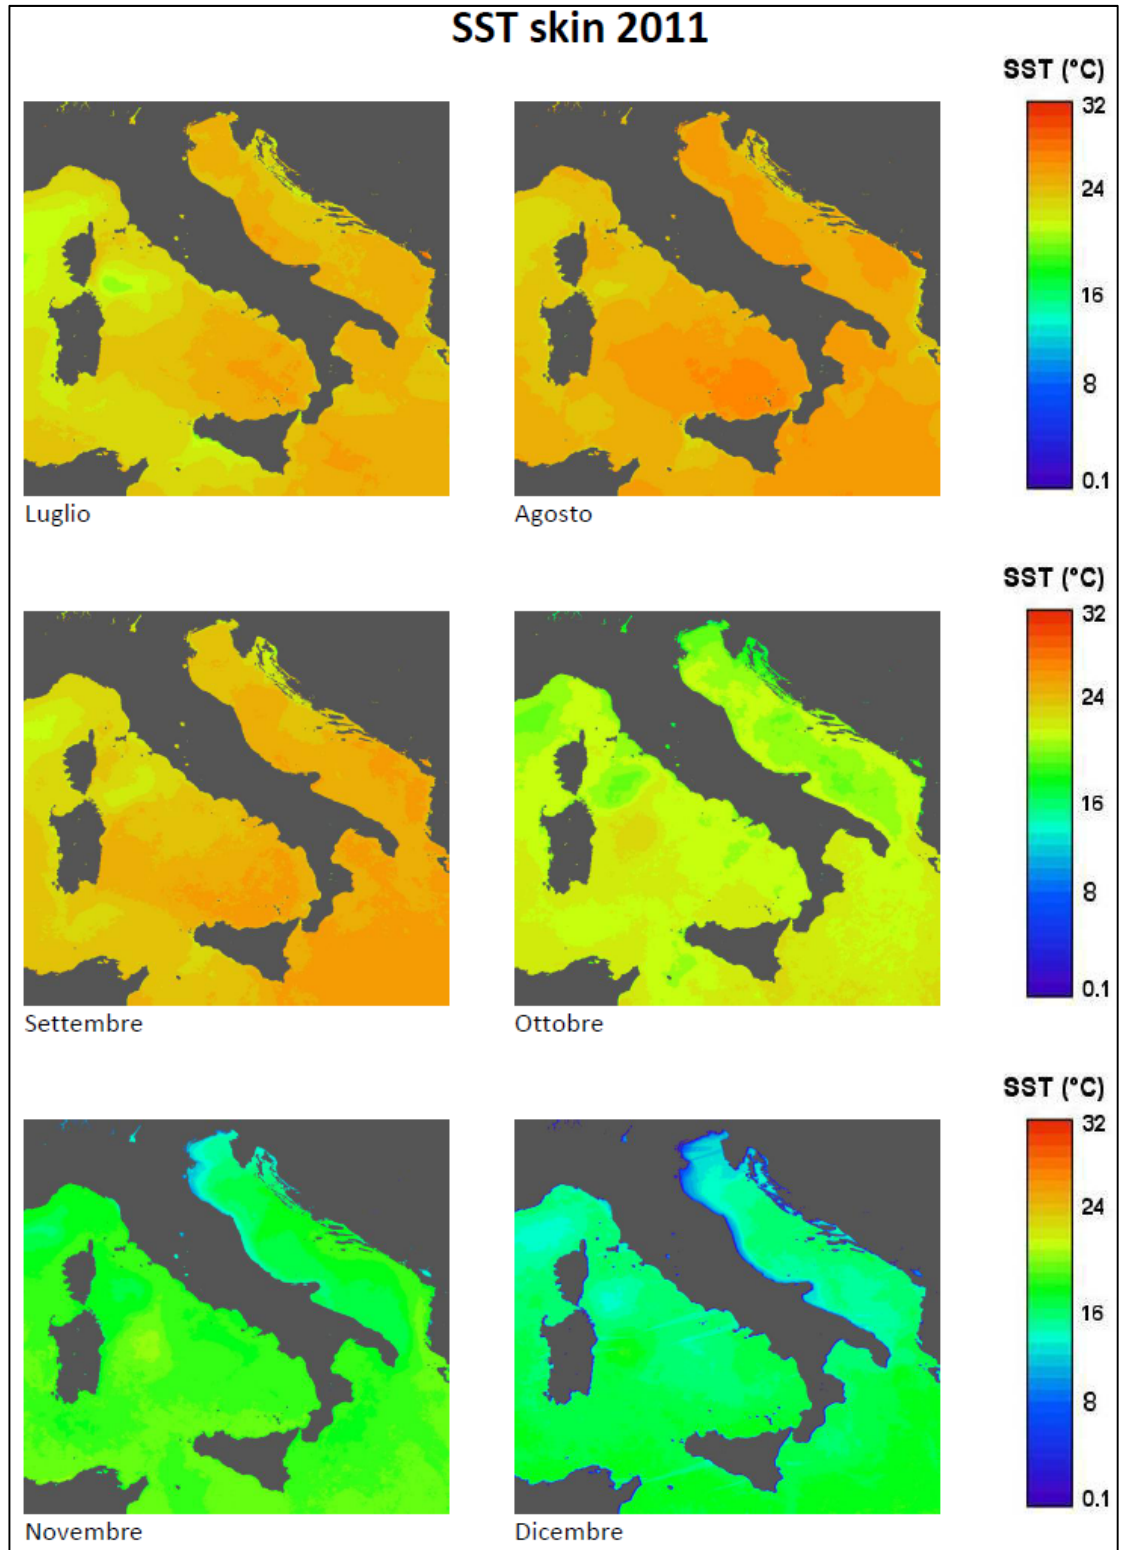 SST skin 2011
SST (°C)
32
24
16
8
0.1
Luglio
Agosto
SST (°C)
32
24
16
8
0.1
Settembre
Ottobre
SST (°C)
32
24
16
8
0.1
Novembre
Dicembre